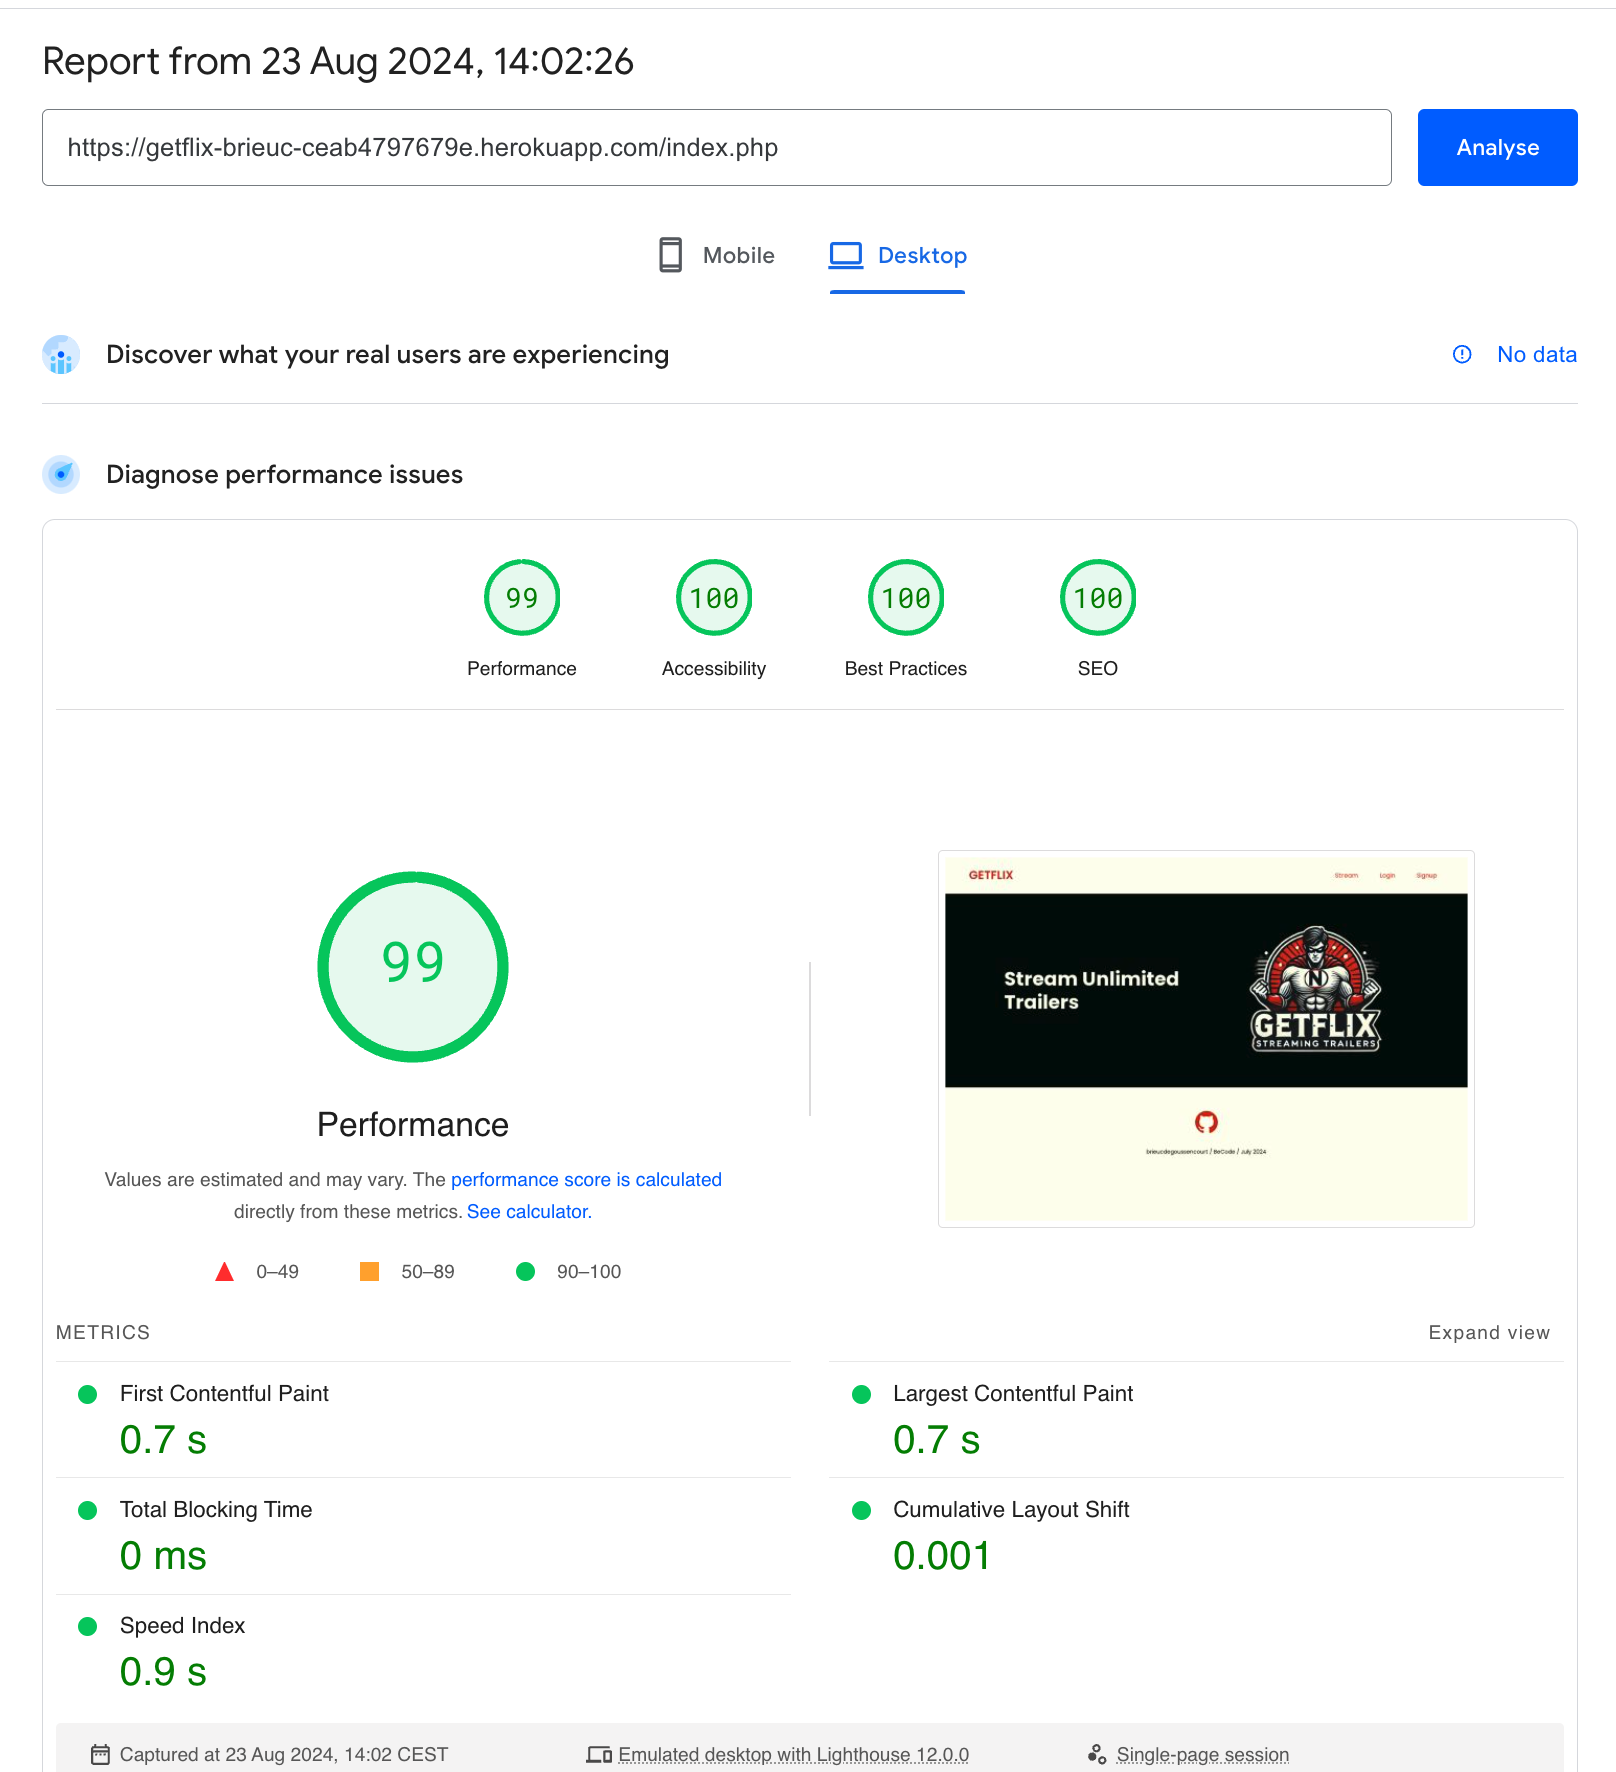 Report from 23 Aug 2024, 14:02:26
https://getflix-brieuc-ceab4797679e.herokuapp.com/index.php
Analyse
Mobile
Desktop
Discover what your real users are experiencing
No data
Diagnose performance issues
99
100
100
100
Performance
Accessibility
Best Practices
SEO
99
Performance
Values are estimated and may vary. The performance score is calculated
directly from these metrics. See calculator.
0–49
50–89
90–100
GETFLIX
Stream
Login
Signup
Stream Unlimited
Trailers
N
GETFLIX
STREAMING TRAILERS
brieucdegoussencourt / BeCode / July 2024
METRICS
Expand view
First Contentful Paint
0.7 s
Largest Contentful Paint
0.7 s
Total Blocking Time
0 ms
Cumulative Layout Shift
0.001
Speed Index
0.9 s
Captured at 23 Aug 2024, 14:02 CEST
Emulated desktop with Lighthouse 12.0.0
Single-page session